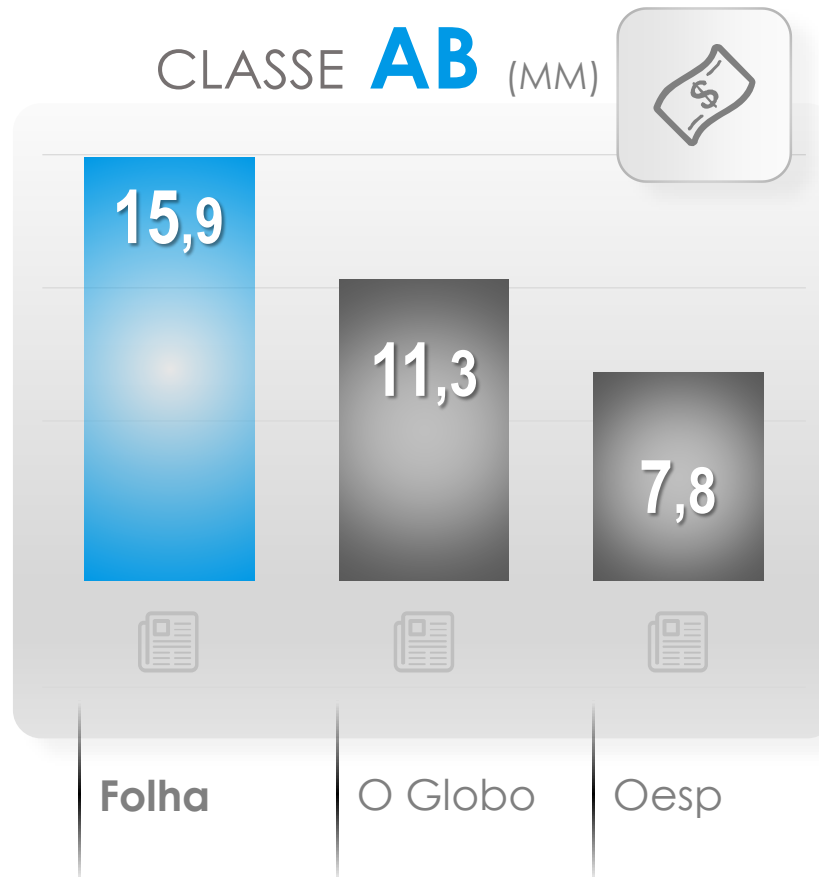 CLASSE AB (MM)
$
15,9
11,3
7,8
Folha
O Globo
Oesp